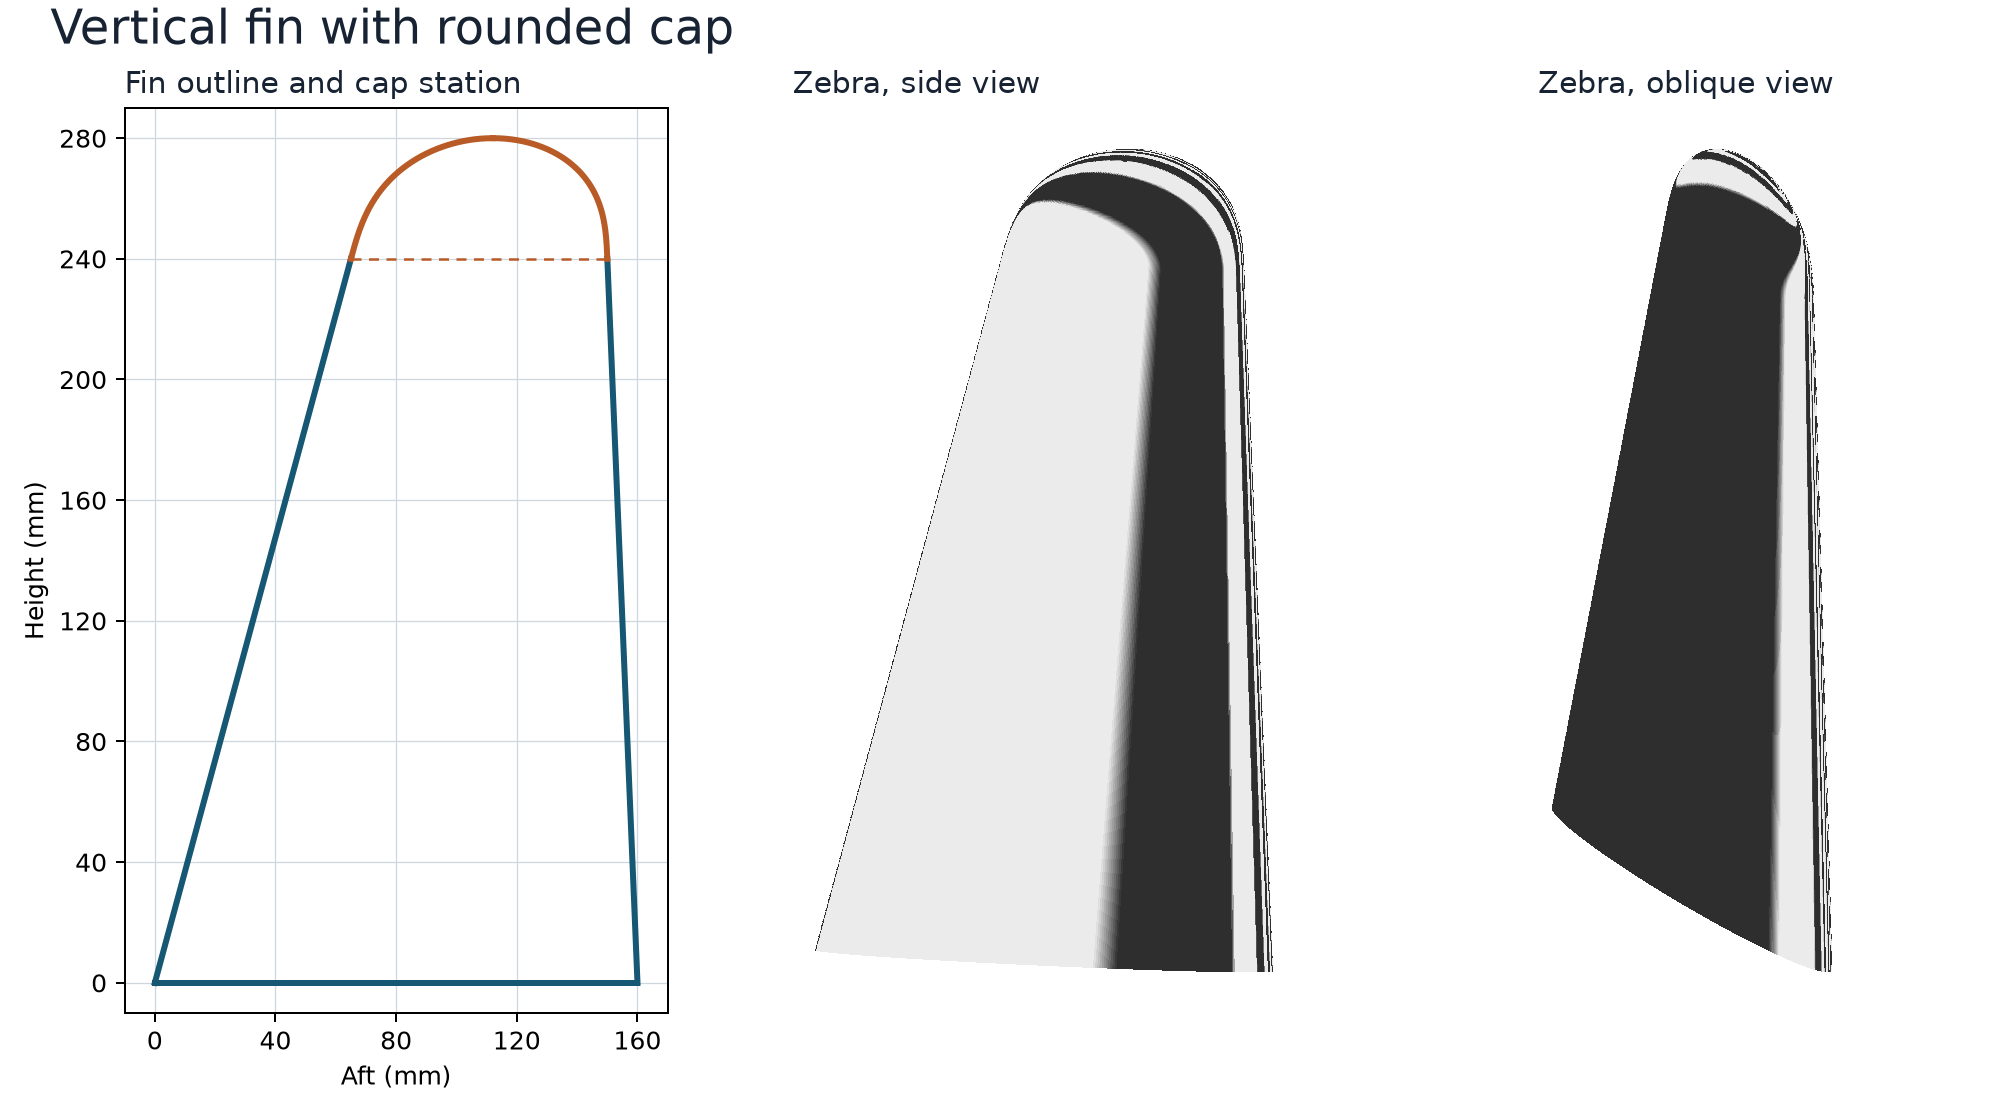 Vertical fin with rounded cap
Fin outline and cap station
Zebra, side view
Zebra, oblique view
280
240
200
160
120
80
40
0
Height (mm)
0 40 80 120 160
Aft (mm)